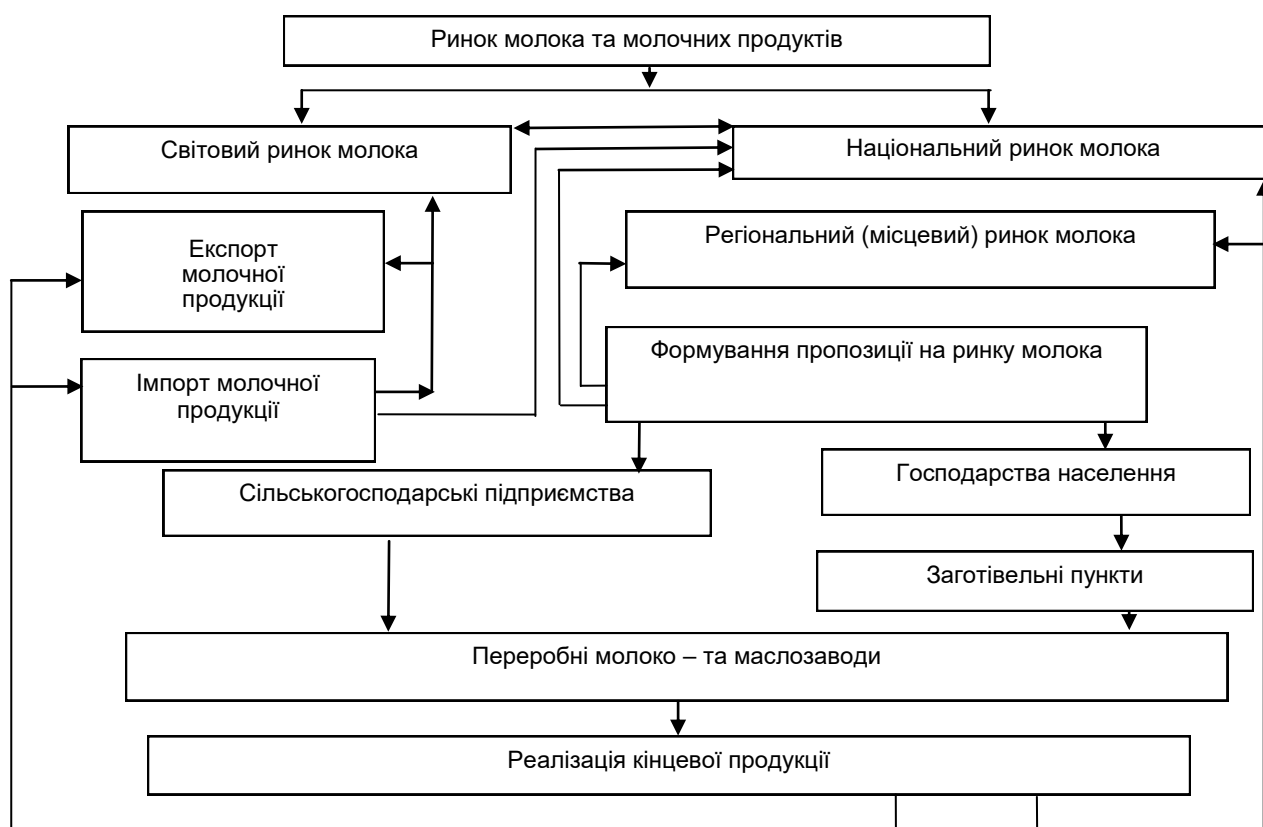 Ринок молока та молочних продуктів
Світовий ринок молока
Національний ринок молока
Експорт
молочної
продукції
Регіональний (місцевий) ринок молока
Імпорт молочної
продукції
Формування пропозиції на ринку молока
Сільськогосподарські підприємства
Господарства населення
Заготівельні пункти
Переробні молоко – та маслозаводи
Реалізація кінцевої продукції